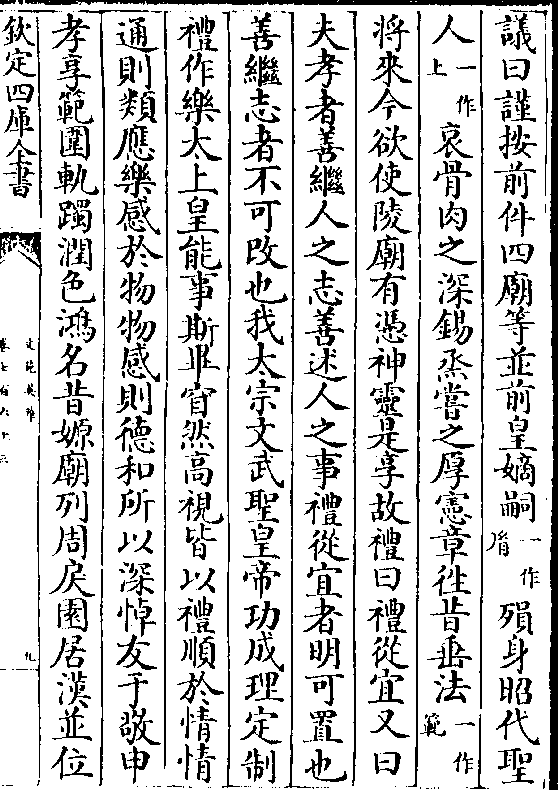 議曰謹按前件四廟等並前皇嫡嗣一作胤殞身昭代聖
人一作上哀骨肉之深錫烝嘗之厚憲章徃昔垂法一作範
將來今欲使陵廟有憑神靈是享故禮曰禮從宜又曰
夫孝者善繼人之志善述人之事禮從宜者明可置也
善繼志者不可改也我太宗文武聖皇帝功成理定制
禮作樂太上皇能事斯畢窅然高視皆以禮順於情情
通則類應樂感於物物感則德和所以深悼友于敬申
孝享範圍軌躅潤色鴻名昔嫄廟列周戾園居漢並位
欽定四庫全書
文苑英華
卷七百六十三
九